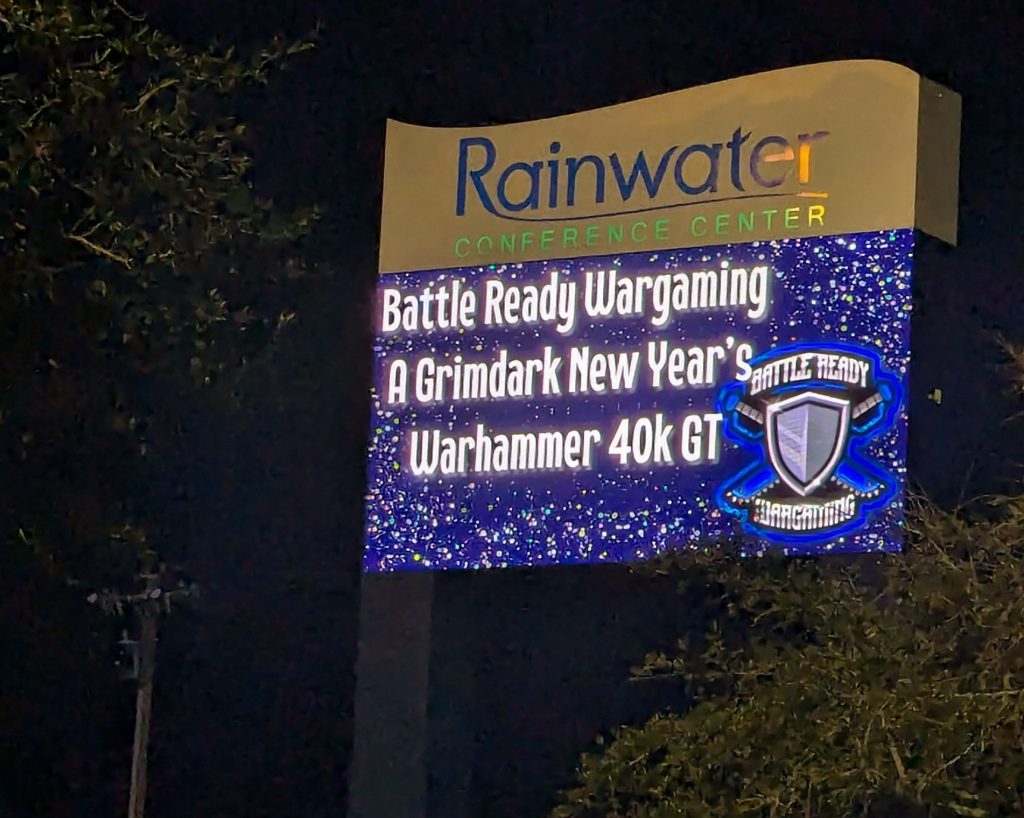 Rainwater
CONFERENCE CENTER
Battle Ready Wargaming
A Grimdark New Year's
Warhammer 40k GT
BATTLE READY
WARGAMING